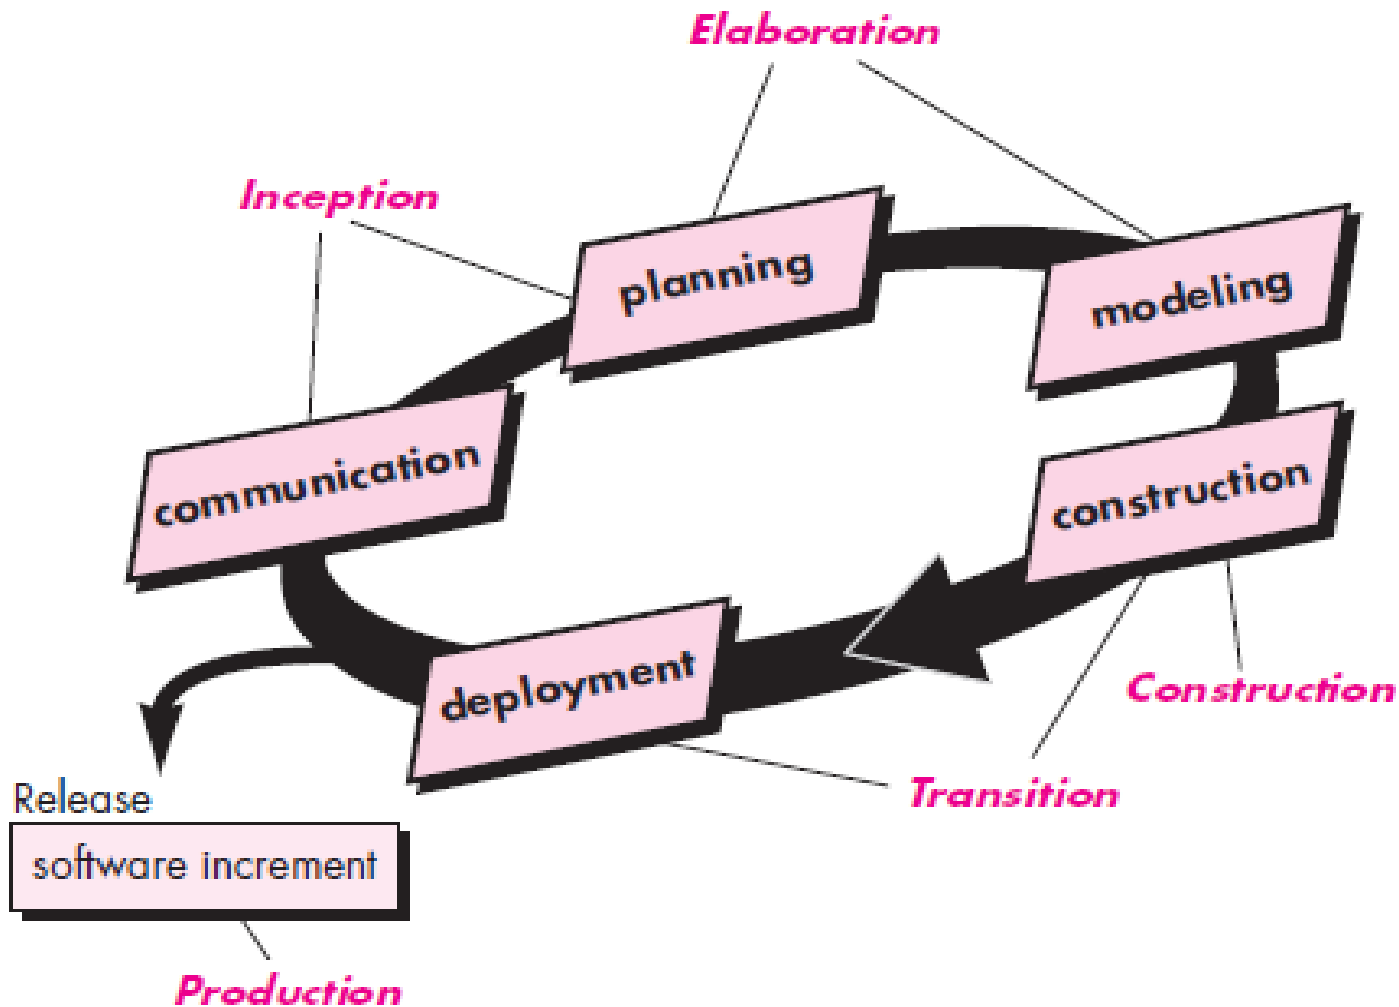 Elaboration
Inception
planning
modeling
communication
construction
deployment
Construction
Transition
Release
software increment
Production